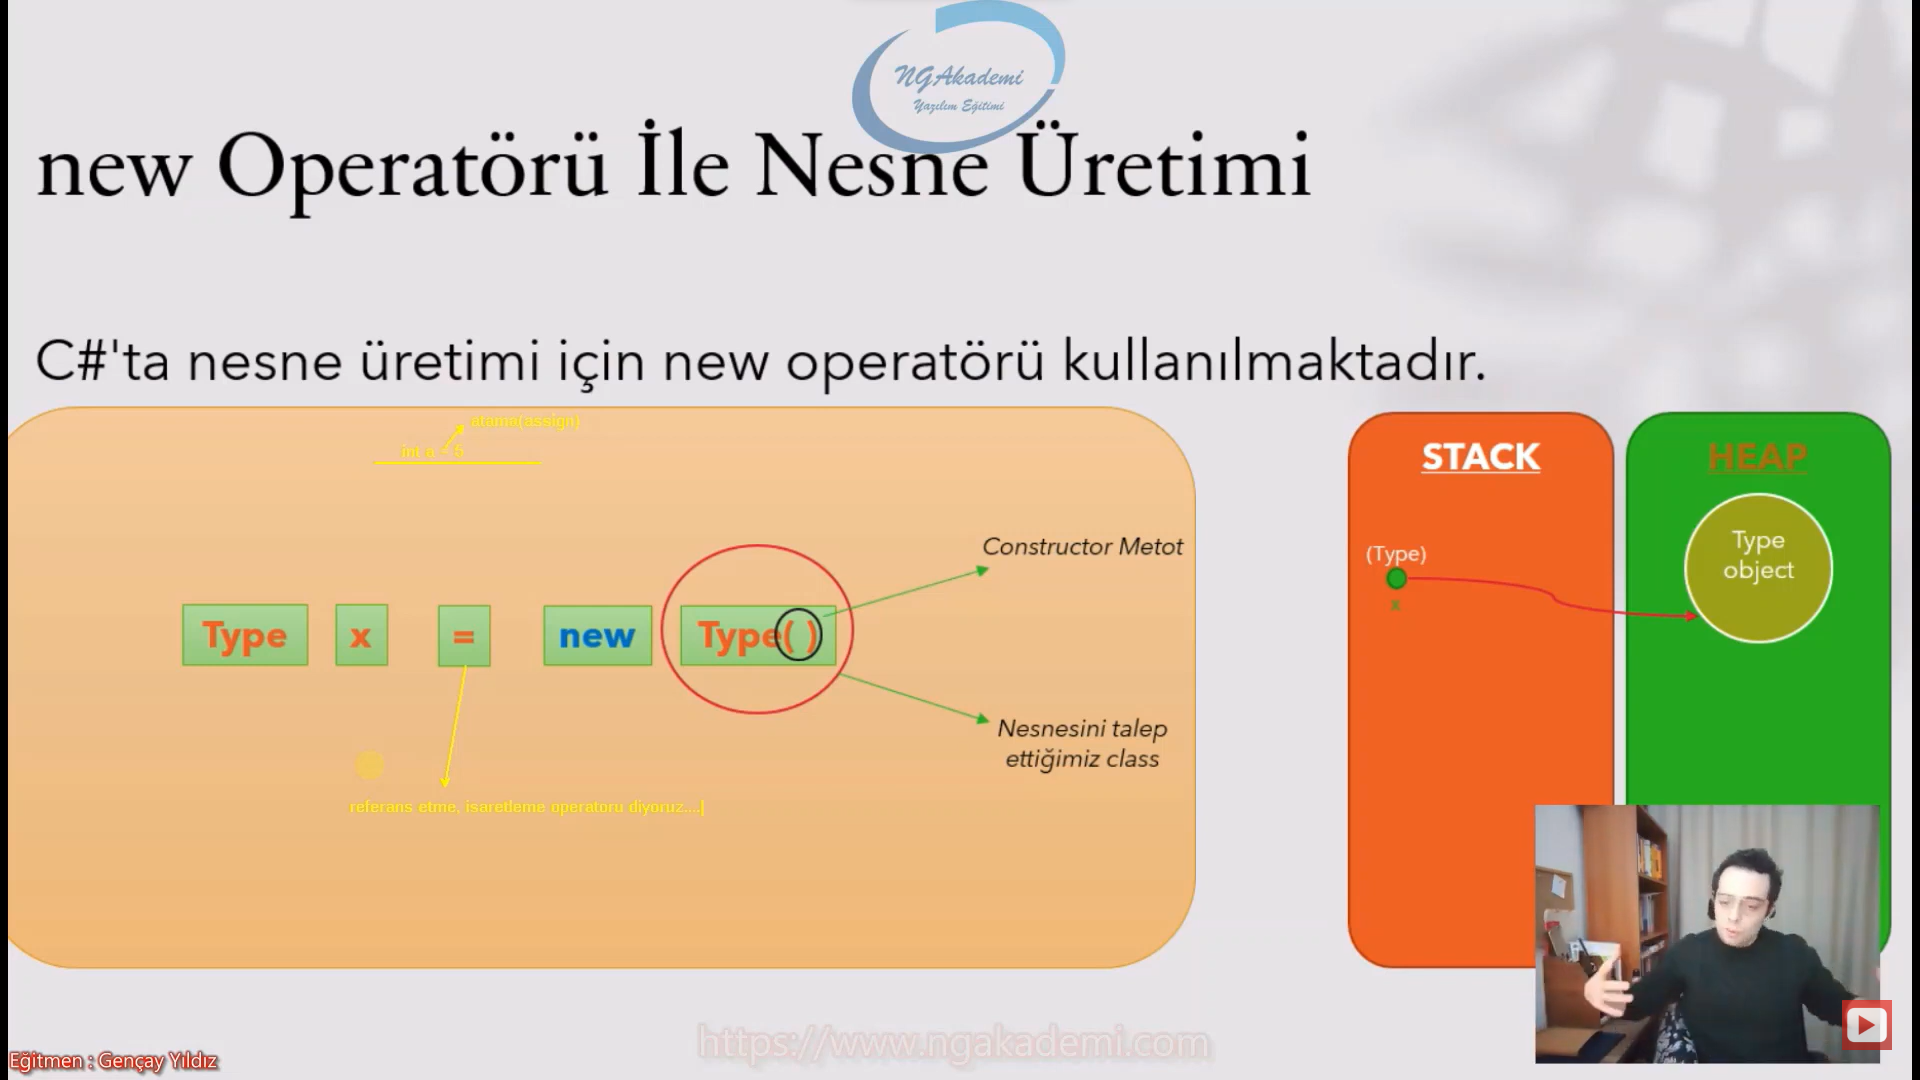 NGAkademi
Yazılım Eğitimi
new Operatörü İle Nesne Üretimi
C#'ta nesne üretimi için new operatörü kullanılmaktadır.
atama(assign)
int a = 5
STACK
HEAP
Constructor Metot
(Type)
x
Type
object
Type x = new Type( )
Nesnesini talep
ettiğimiz class
referans etme, isaretleme operatoru diyoruz....|
https://www.ngakademi.com
Eğitmen : Gençay Yıldız